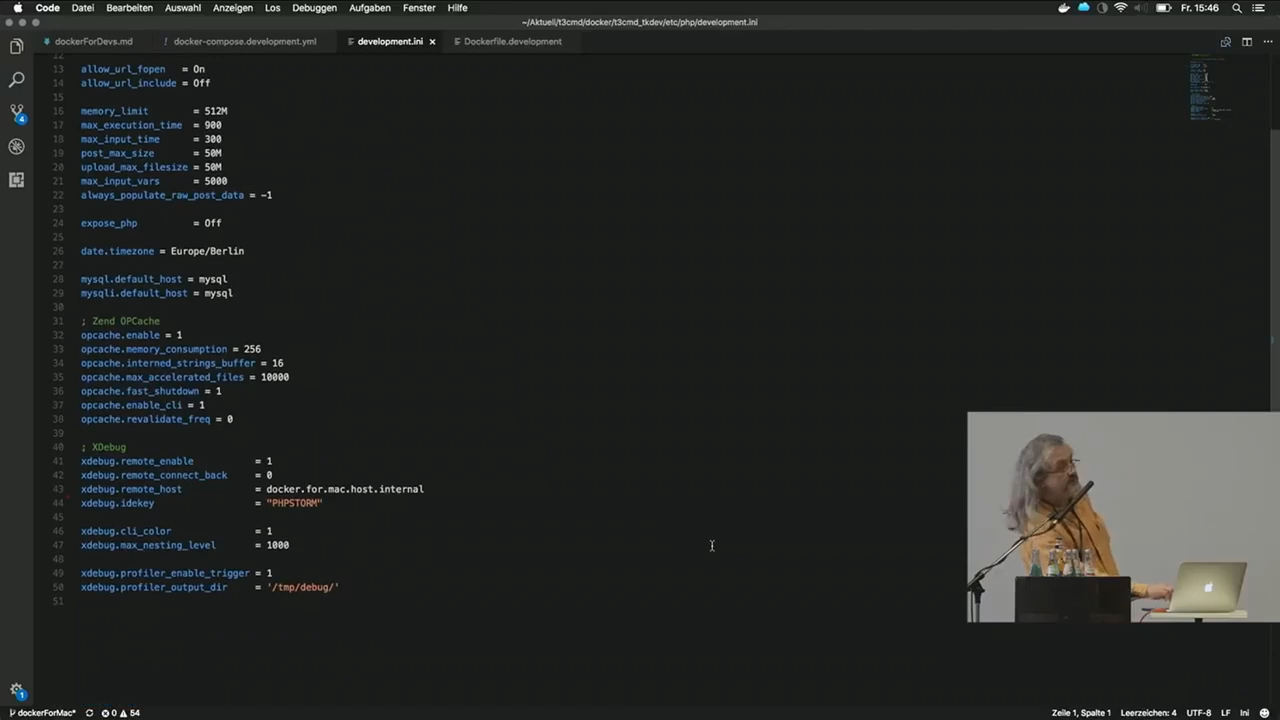 Code Datei Bearbeiten Auswahl Anzeigen Los Debuggen Aufgaben Fenster Hilfe Fr. 15:46
~/Aktuell/t3cmd/docker/t3cmd_tkdev/etc/php/development.ini
dockerForDevs.md ! docker-compose.development.yml development.ini × Dockerfile.development
12
13 allow_url_fopen = On
14 allow_url_include = Off
15
16 memory_limit = 512M
17 max_execution_time = 900
18 max_input_time = 300
19 post_max_size = 50M
20 upload_max_filesize = 50M
21 max_input_vars = 5000
22 always_populate_raw_post_data = -1
23
24 expose_php = Off
25
26 date.timezone = Europe/Berlin
27
28 mysql.default_host = mysql
29 mysqli.default_host = mysql
30
31 ; Zend OPCache
32 opcache.enable = 1
33 opcache.memory_consumption = 256
34 opcache.interned_strings_buffer = 16
35 opcache.max_accelerated_files = 10000
36 opcache.fast_shutdown = 1
37 opcache.enable_cli = 1
38 opcache.revalidate_freq = 0
39
40 ; XDebug
41 xdebug.remote_enable = 1
42 xdebug.remote_connect_back = 0
43 xdebug.remote_host = docker.for.mac.host.internal
44 xdebug.idekey = "PHPSTORM"
45
46 xdebug.cli_color = 1
47 xdebug.max_nesting_level = 1000
48
49 xdebug.profiler_enable_trigger = 1
50 xdebug.profiler_output_dir = '/tmp/debug/'
51
4
1
dockerForMac* 0 54 Zeile 1, Spalte 1 Leerzeichen: 4 UTF-8 LF Ini